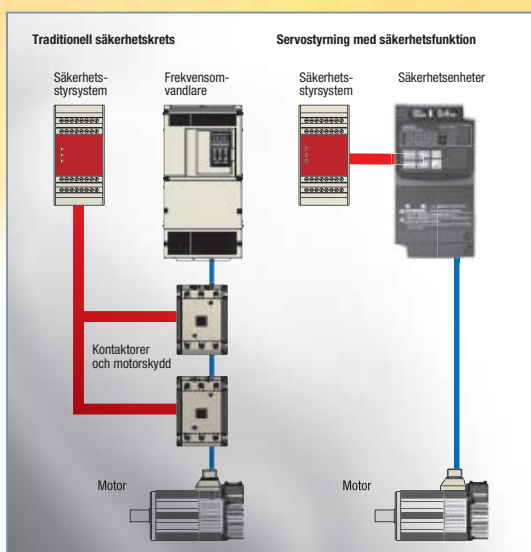 Traditionell säkerhetskrets
Säkerhets-
styrsystem
Frekvensom-
vandlare
Kontaktorer
och motorskydd
Motor
Servostyrning med säkerhetsfunktion
Säkerhets-
styrsystem
Säkerhetsenheter
Motor